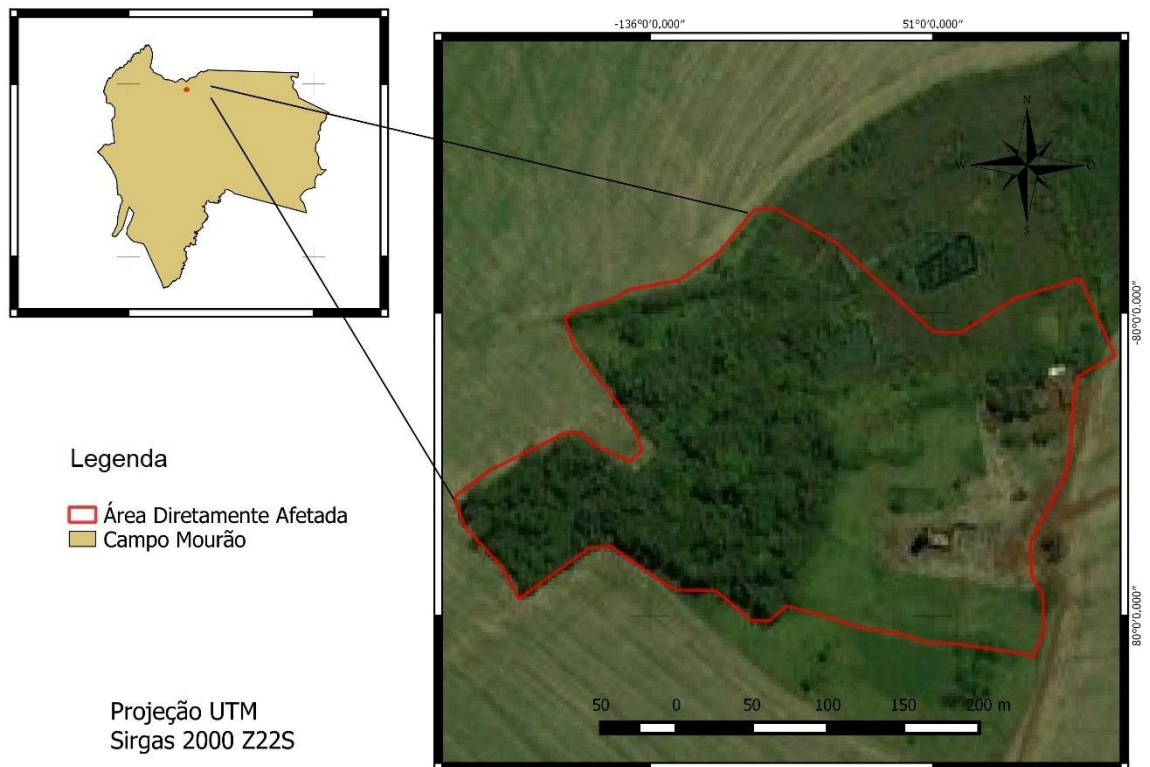 -136°0'0.000" 51°0'0.000"
N
W O
S
-80°0'0.000"
80°0'0.000"
Legenda
Área Diretamente Afetada
Campo Mourão
50 0 50 100 150 200 m
Projeção UTM
Sirgas 2000 Z22S